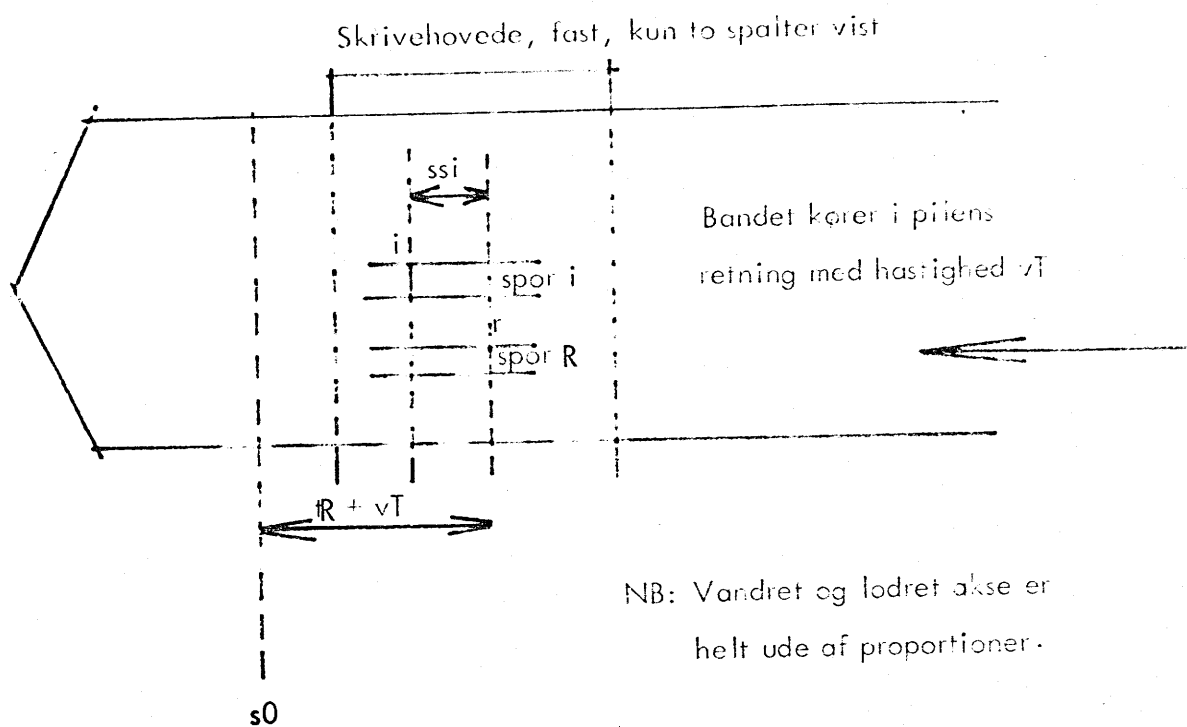 Skrivehovede, fast, kun to spalter vist
ssi
i
spor i
r
spor R
Båndet kører i pilens
retning med hastighed vT
tR + vT
NB: Vandret og lodret akse er
helt ude af proportioner.
s0